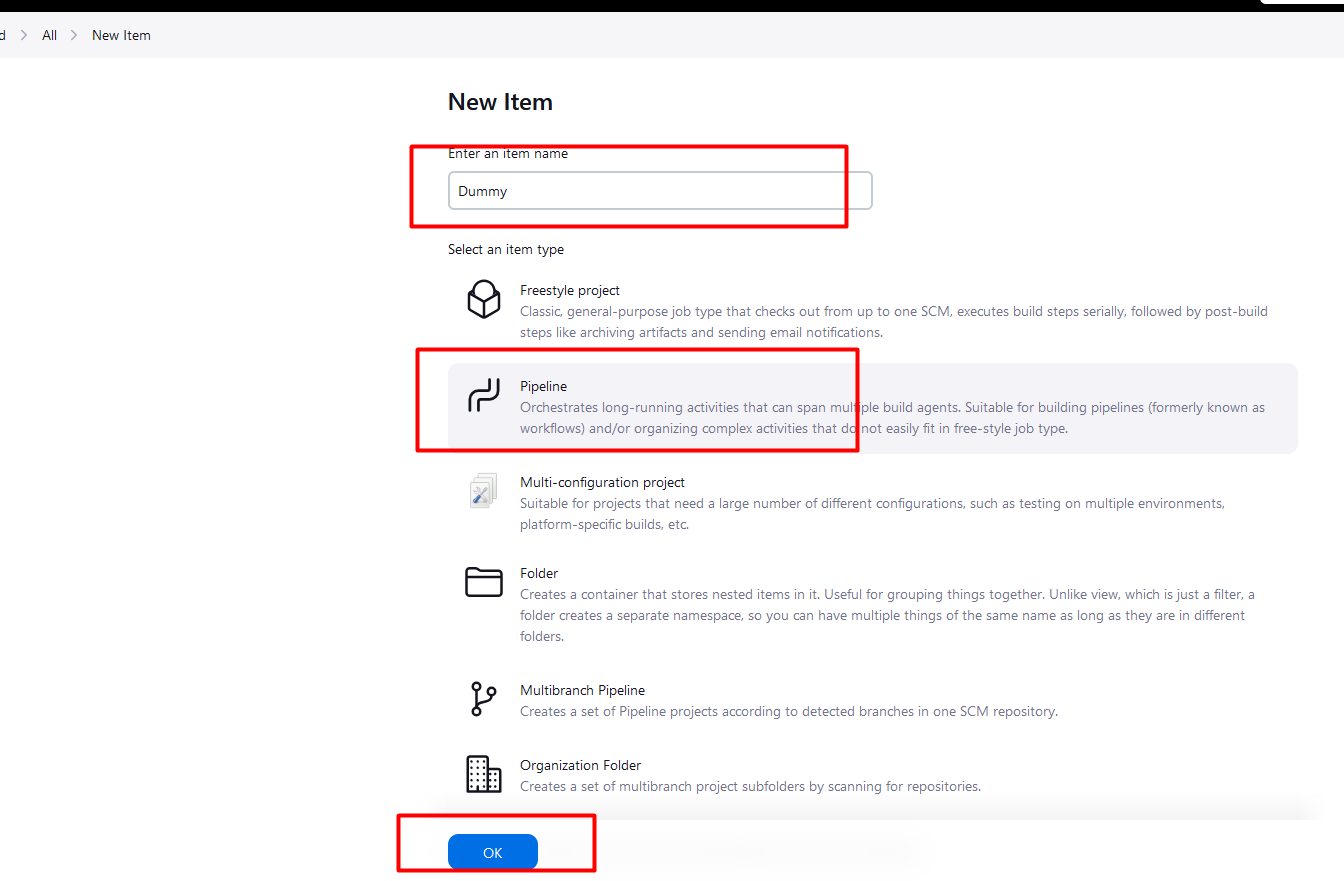 d > All > New Item
New Item
Enter an item name
Dummy
Select an item type
Freestyle project
Classic, general-purpose job type that checks out from up to one SCM, executes build steps serially, followed by post-build
steps like archiving artifacts and sending email notifications.
Pipeline
Orchestrates long-running activities that can span multiple build agents. Suitable for building pipelines (formerly known as
workflows) and/or organizing complex activities that do not easily fit in free-style job type.
Multi-configuration project
Suitable for projects that need a large number of different configurations, such as testing on multiple environments,
platform-specific builds, etc.
Folder
Creates a container that stores nested items in it. Useful for grouping things together. Unlike view, which is just a filter, a
folder creates a separate namespace, so you can have multiple things of the same name as long as they are in different
folders.
Multibranch Pipeline
Creates a set of Pipeline projects according to detected branches in one SCM repository.
Organization Folder
Creates a set of multibranch project subfolders by scanning for repositories.
OK